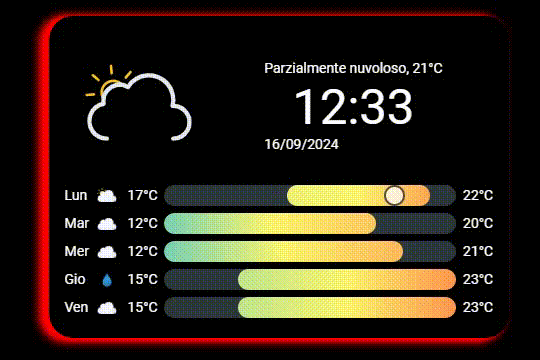 Parzialmente nuvoloso, 21°C
12:33
16/09/2024
Lun 17°C 22°C
Mar 12°C 20°C
Mer 12°C 21°C
Gio 15°C 23°C
Ven 15°C 23°C